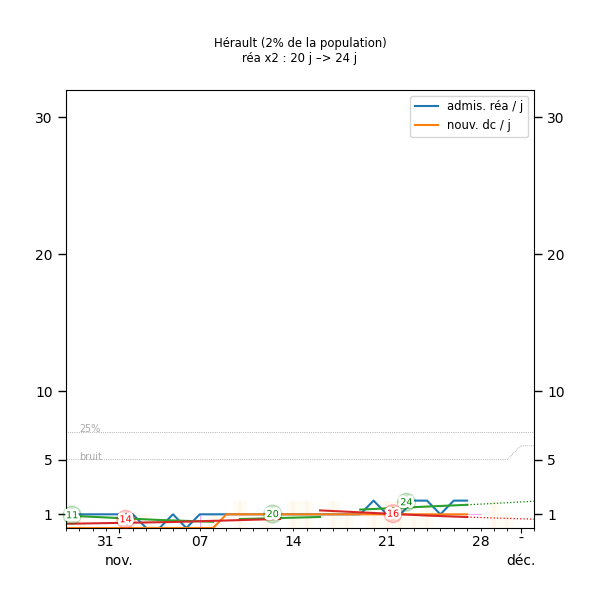 Hérault (2% de la population)
réa x2 : 20 j –> 24 j
admis. réa / j
nouv. dc / j
30 30
20 20
10 10
25%
5 bruit 5
24
1 11 14 20 16 1
31 - 07 14 21 28 -
nov. déc.